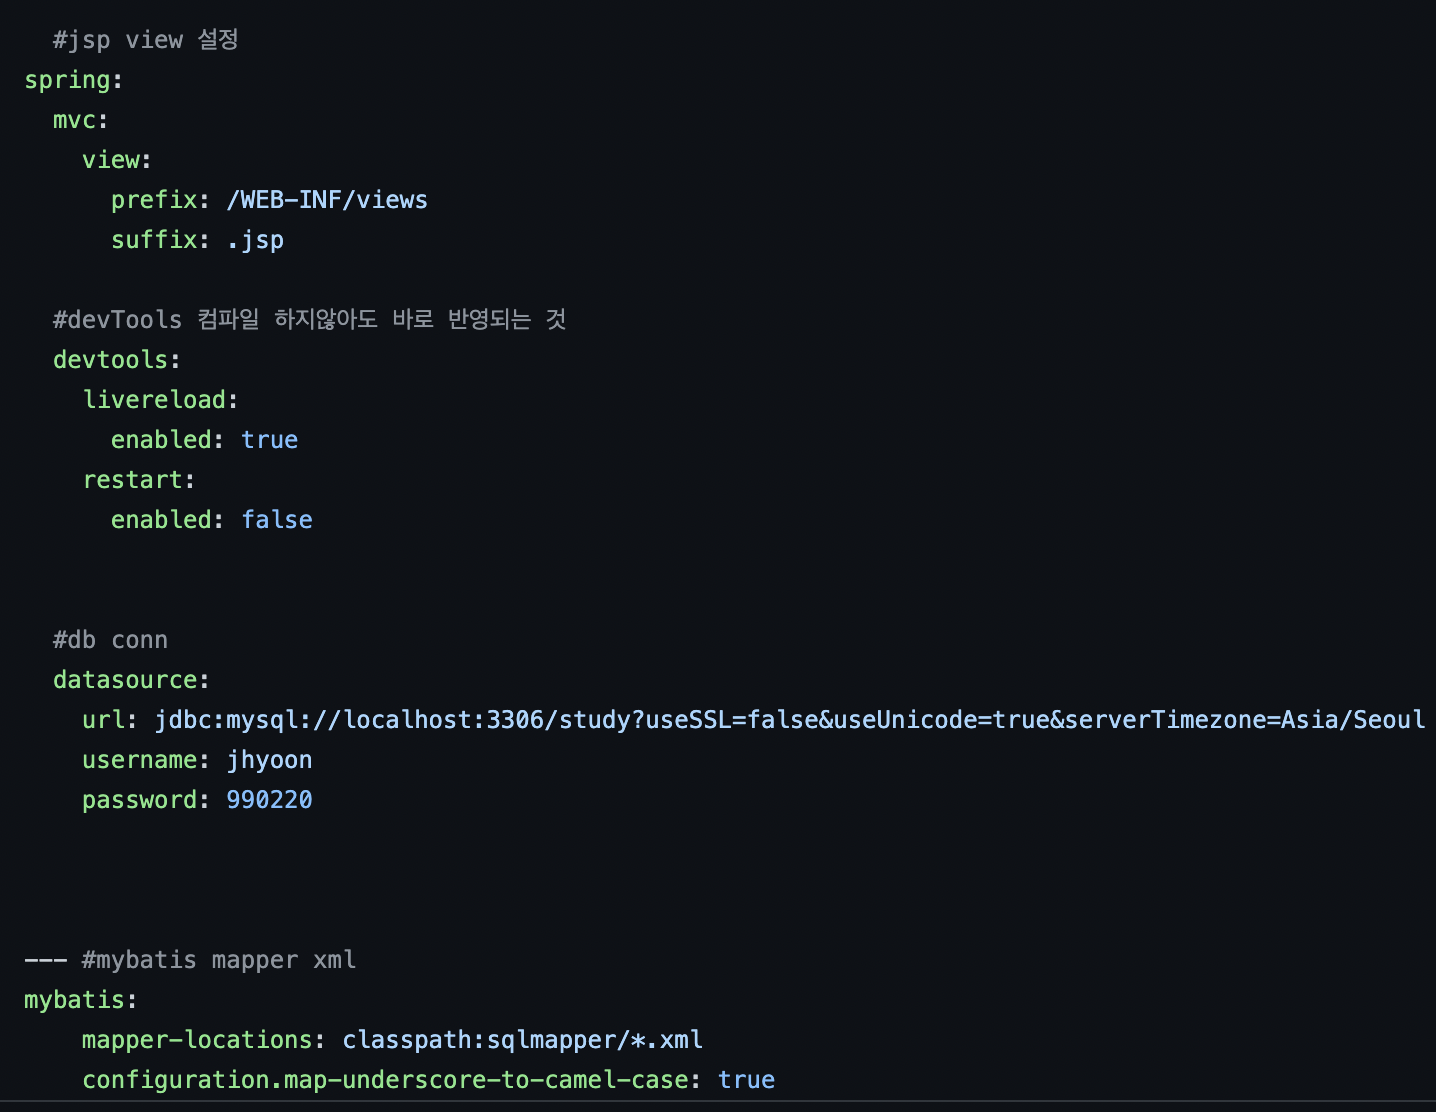 #jsp view 설정
spring:
mvc:
view:
prefix: /WEB-INF/views
suffix: .jsp
#devTools 컴파일 하지않아도 바로 반영되는 것
devtools:
livereload:
enabled: true
restart:
enabled: false
#db conn
datasource:
url: jdbc:mysql://localhost:3306/study?useSSL=false&useUnicode=true&serverTimezone=Asia/Seoul
username: jhyoon
password: 990220
--- #mybatis mapper xml
mybatis:
mapper-locations: classpath:sqlmapper/*.xml
configuration.map-underscore-to-camel-case: true